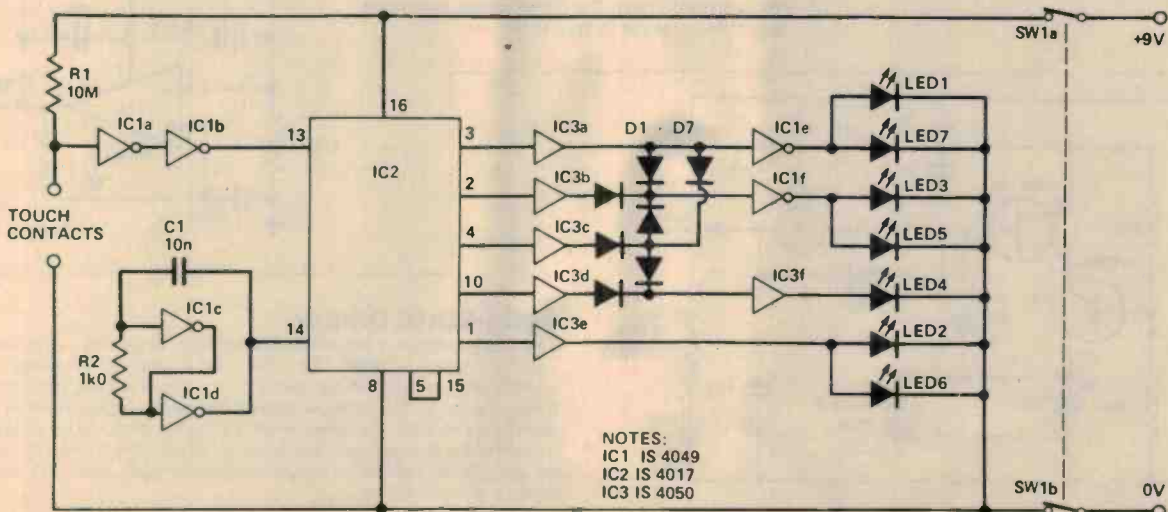 SW1a
+9V
R1
10M
IC1a
IC1b
13
16
IC2
3
2
4
10
1
14
8
5
15
IC3a
IC3b
IC3c
IC3d
IC3e
D1
D7
IC1e
IC1f
IC3f
LED1
LED7
LED3
LED5
LED4
LED2
LED6
TOUCH
CONTACTS
C1
10n
IC1c
R2
1k0
IC1d
NOTES:
IC1 IS 4049
IC2 IS 4017
IC3 IS 4050
SW1b
0V